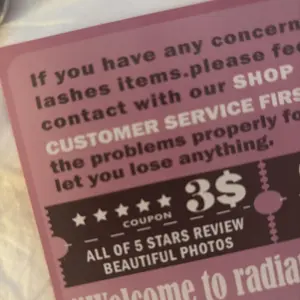 If you have any concern
lashes items.please fee
contact with our SHOP
CUSTOMER SERVICE FIRS
the problems properly fo
let you lose anything.
★★★★★ 3$
COUPON
ALL OF 5 STARS REVIEW
BEAUTIFUL PHOTOS
"Welcome to radia